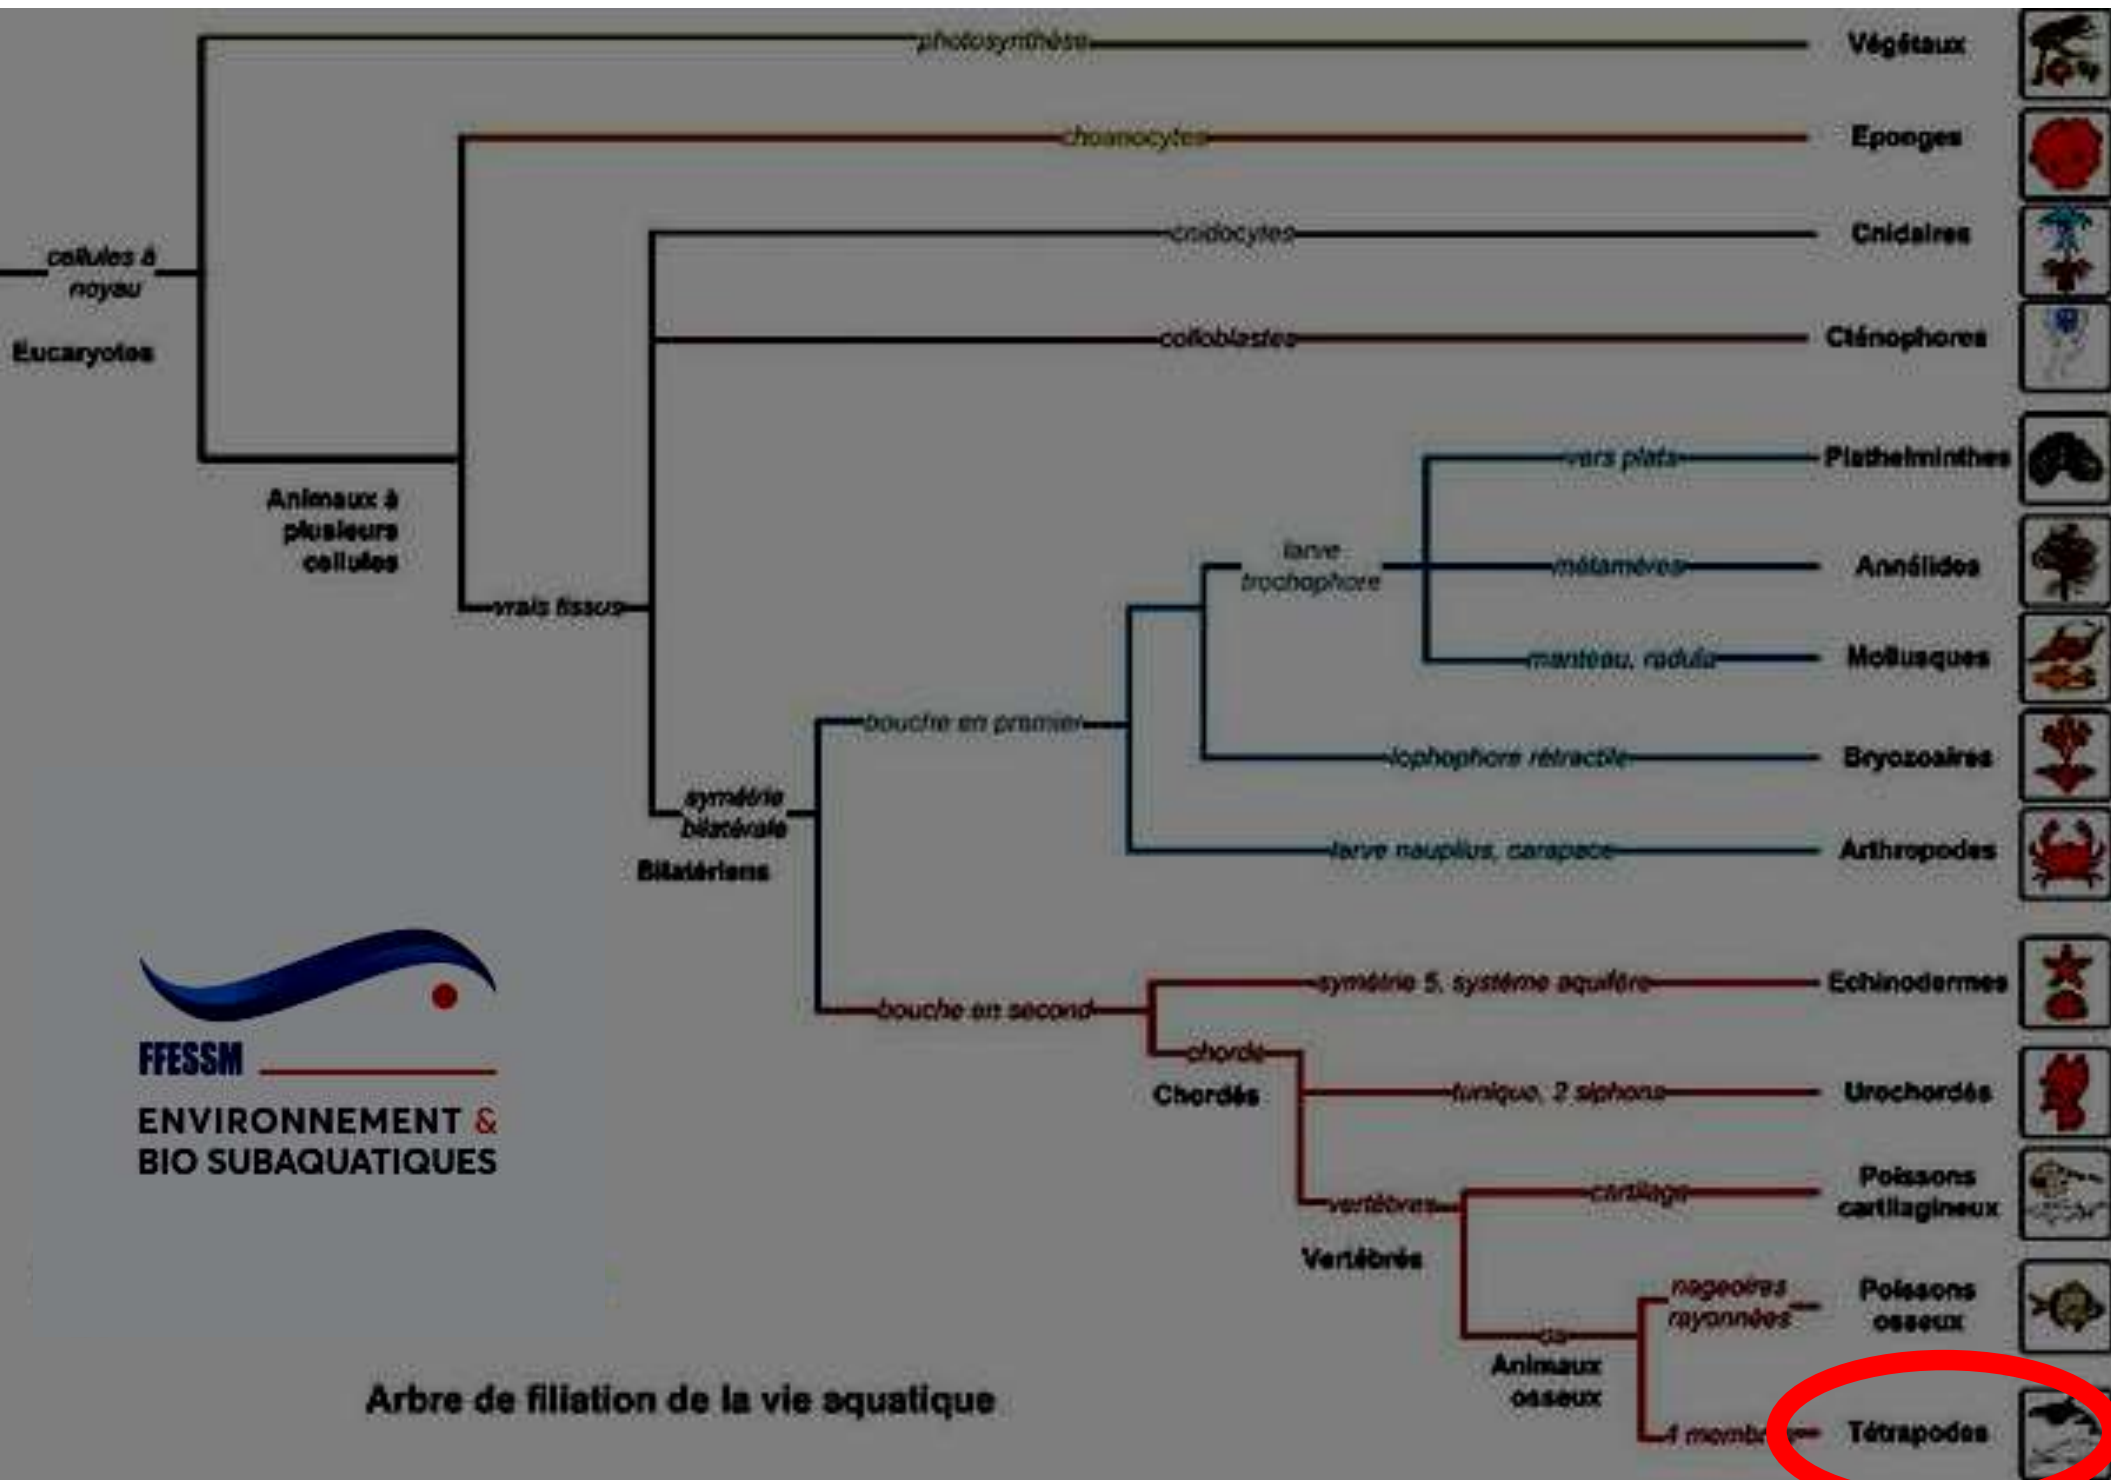 photosynthèse
Végétaux
choanocytes
Eponges
cnidocytes
Cnidaires
cellules à
noyau
Eucaryotes
colloblastes
Cténophores
vers plats
Plathelminthes
Animaux à
plusieurs
cellules
larve
trochophore
métamères
Annélides
vrais tissus
manteau, radula
Mollusques
bouche en premier
lophophore rétractile
Bryozoaires
symétrie
bilatérale
Bilatériens
larve nauplius, carapace
Arthropodes
symétrie 5, système aquifère
Echinodermes
bouche en second
chorde
Chordés
tunique, 2 siphons
Urochordés
FFESSM
ENVIRONNEMENT &
BIO SUBAQUATIQUES
vertèbres
Vertébrés
cartilage
Poissons
cartilagineux
nageoires
rayonnées
Poissons
osseux
os
Animaux
osseux
4 membres
Tétrapodes
Arbre de filiation de la vie aquatique